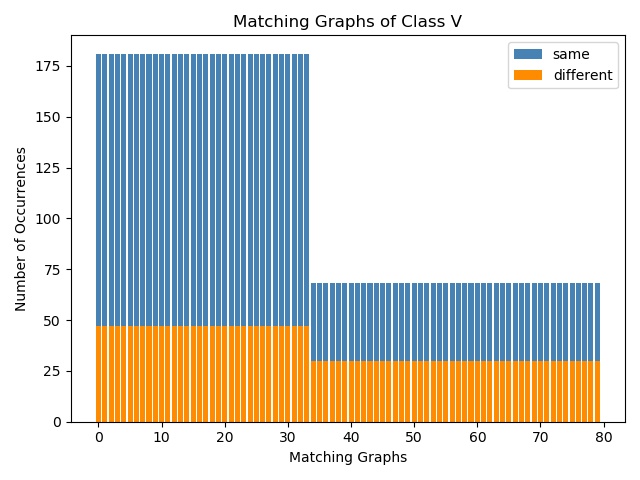 Matching Graphs of Class V
same
different
175
150
125
100
75
50
25
0
Number of Occurrences
0 10 20 30 40 50 60 70 80
Matching Graphs